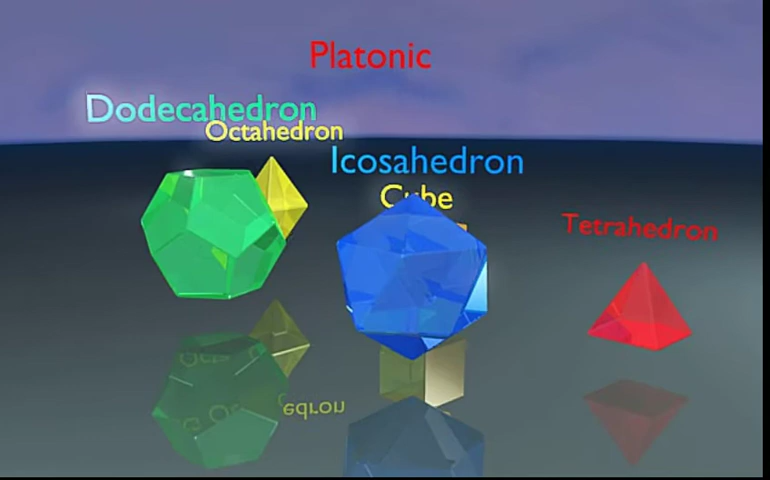 Platonic
Dodecahedron
Octahedron
Icosahedron
Cube
Tetrahedron